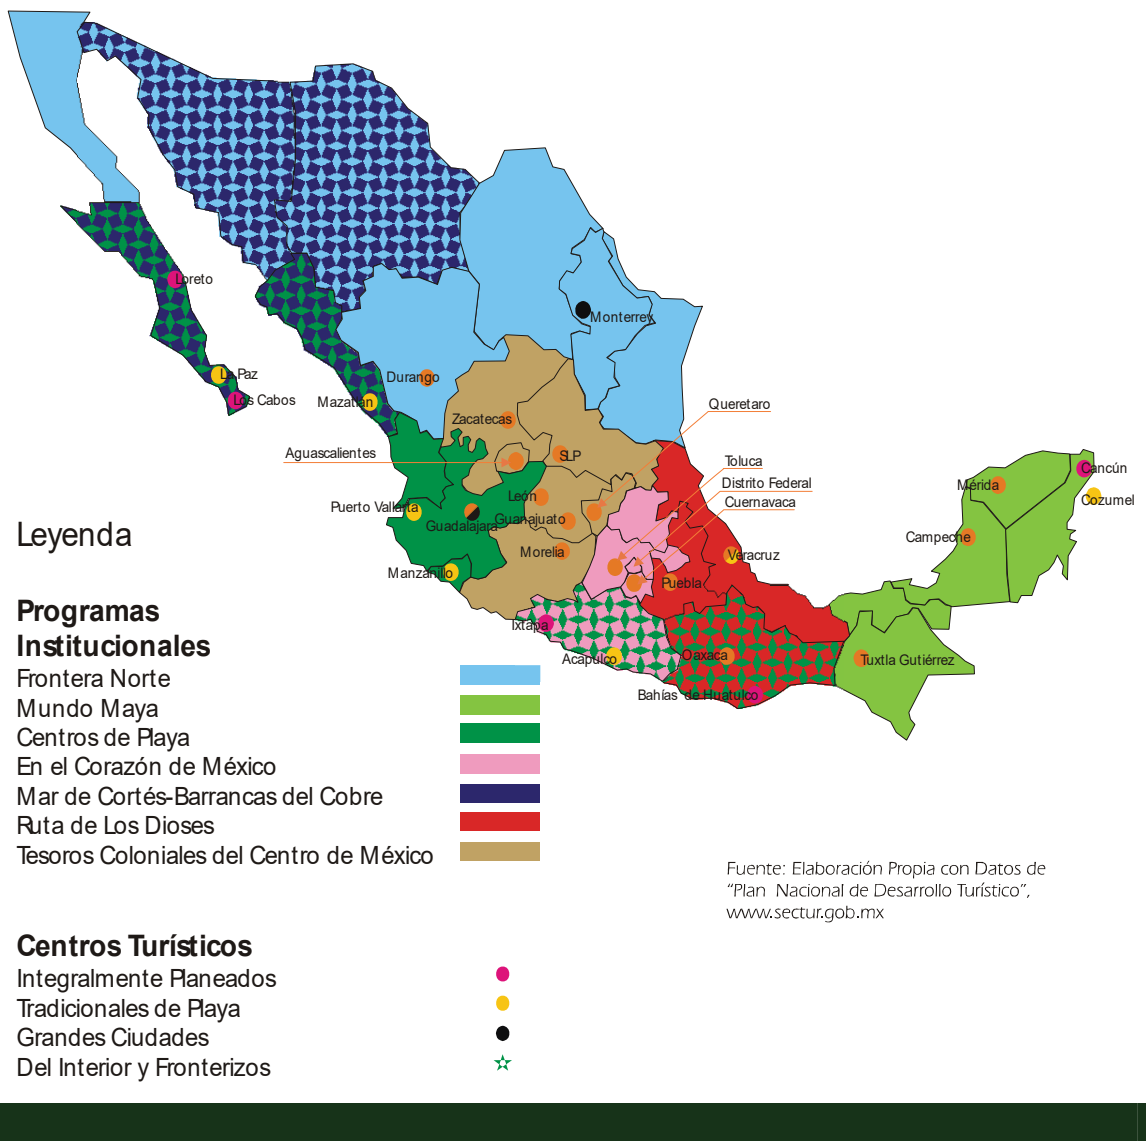 Loreto
La Paz
Los Cabos
Mazatlán
Durango
Monterrey
Zacatecas
Queretaro
Aguascalientes
SLP
Toluca
Distrito Federal
Cuernavaca
León
Puerto Vallarta
Guadalajara
Guanajuato
Morelia
Manzanillo
Puebla
Veracruz
Ixtapa
Acapulco
Oaxaca
Bahías de Huatulco
Tuxtla Gutiérrez
Mérida
Cancún
Cozumel
Campeche
Leyenda
Programas
Institucionales
Frontera Norte
Mundo Maya
Centros de Playa
En el Corazón de México
Mar de Cortés-Barrancas del Cobre
Ruta de Los Dioses
Tesoros Coloniales del Centro de México
Fuente: Elaboración Propia con Datos de
“Plan Nacional de Desarrollo Turístico”,
www.sectur.gob.mx
Centros Turísticos
Integralmente Planeados
Tradicionales de Playa
Grandes Ciudades
Del Interior y Fronterizos